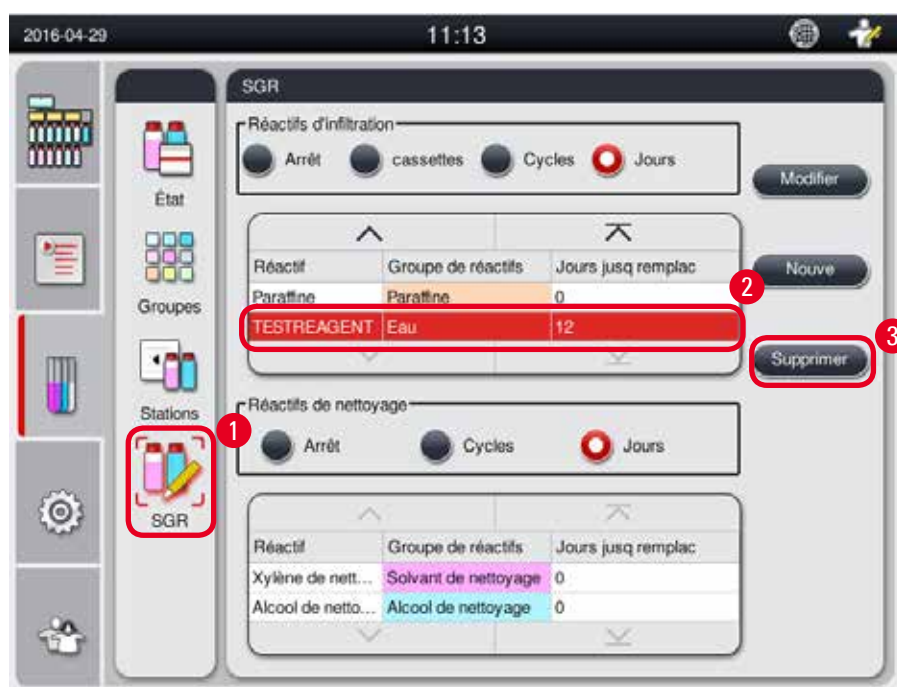 2016-04-29 11:13
SGR
Réactifs d'infiltration
Arrêt cassettes Cycles Jours
Modifier
État
Réactif Groupe de réactifs Jours jusq remplac
Nouve
Paraffine Paraffine 0
2
Groupes
TESTREAGENT Eau 12
3
Supprimer
Réactifs de nettoyage
Stations
1
Arrêt Cycles Jours
SGR
Réactif Groupe de réactifs Jours jusq remplac
Xylène de nett... Solvant de nettoyage 0
Alcool de netto... Alcool de nettoyage 0